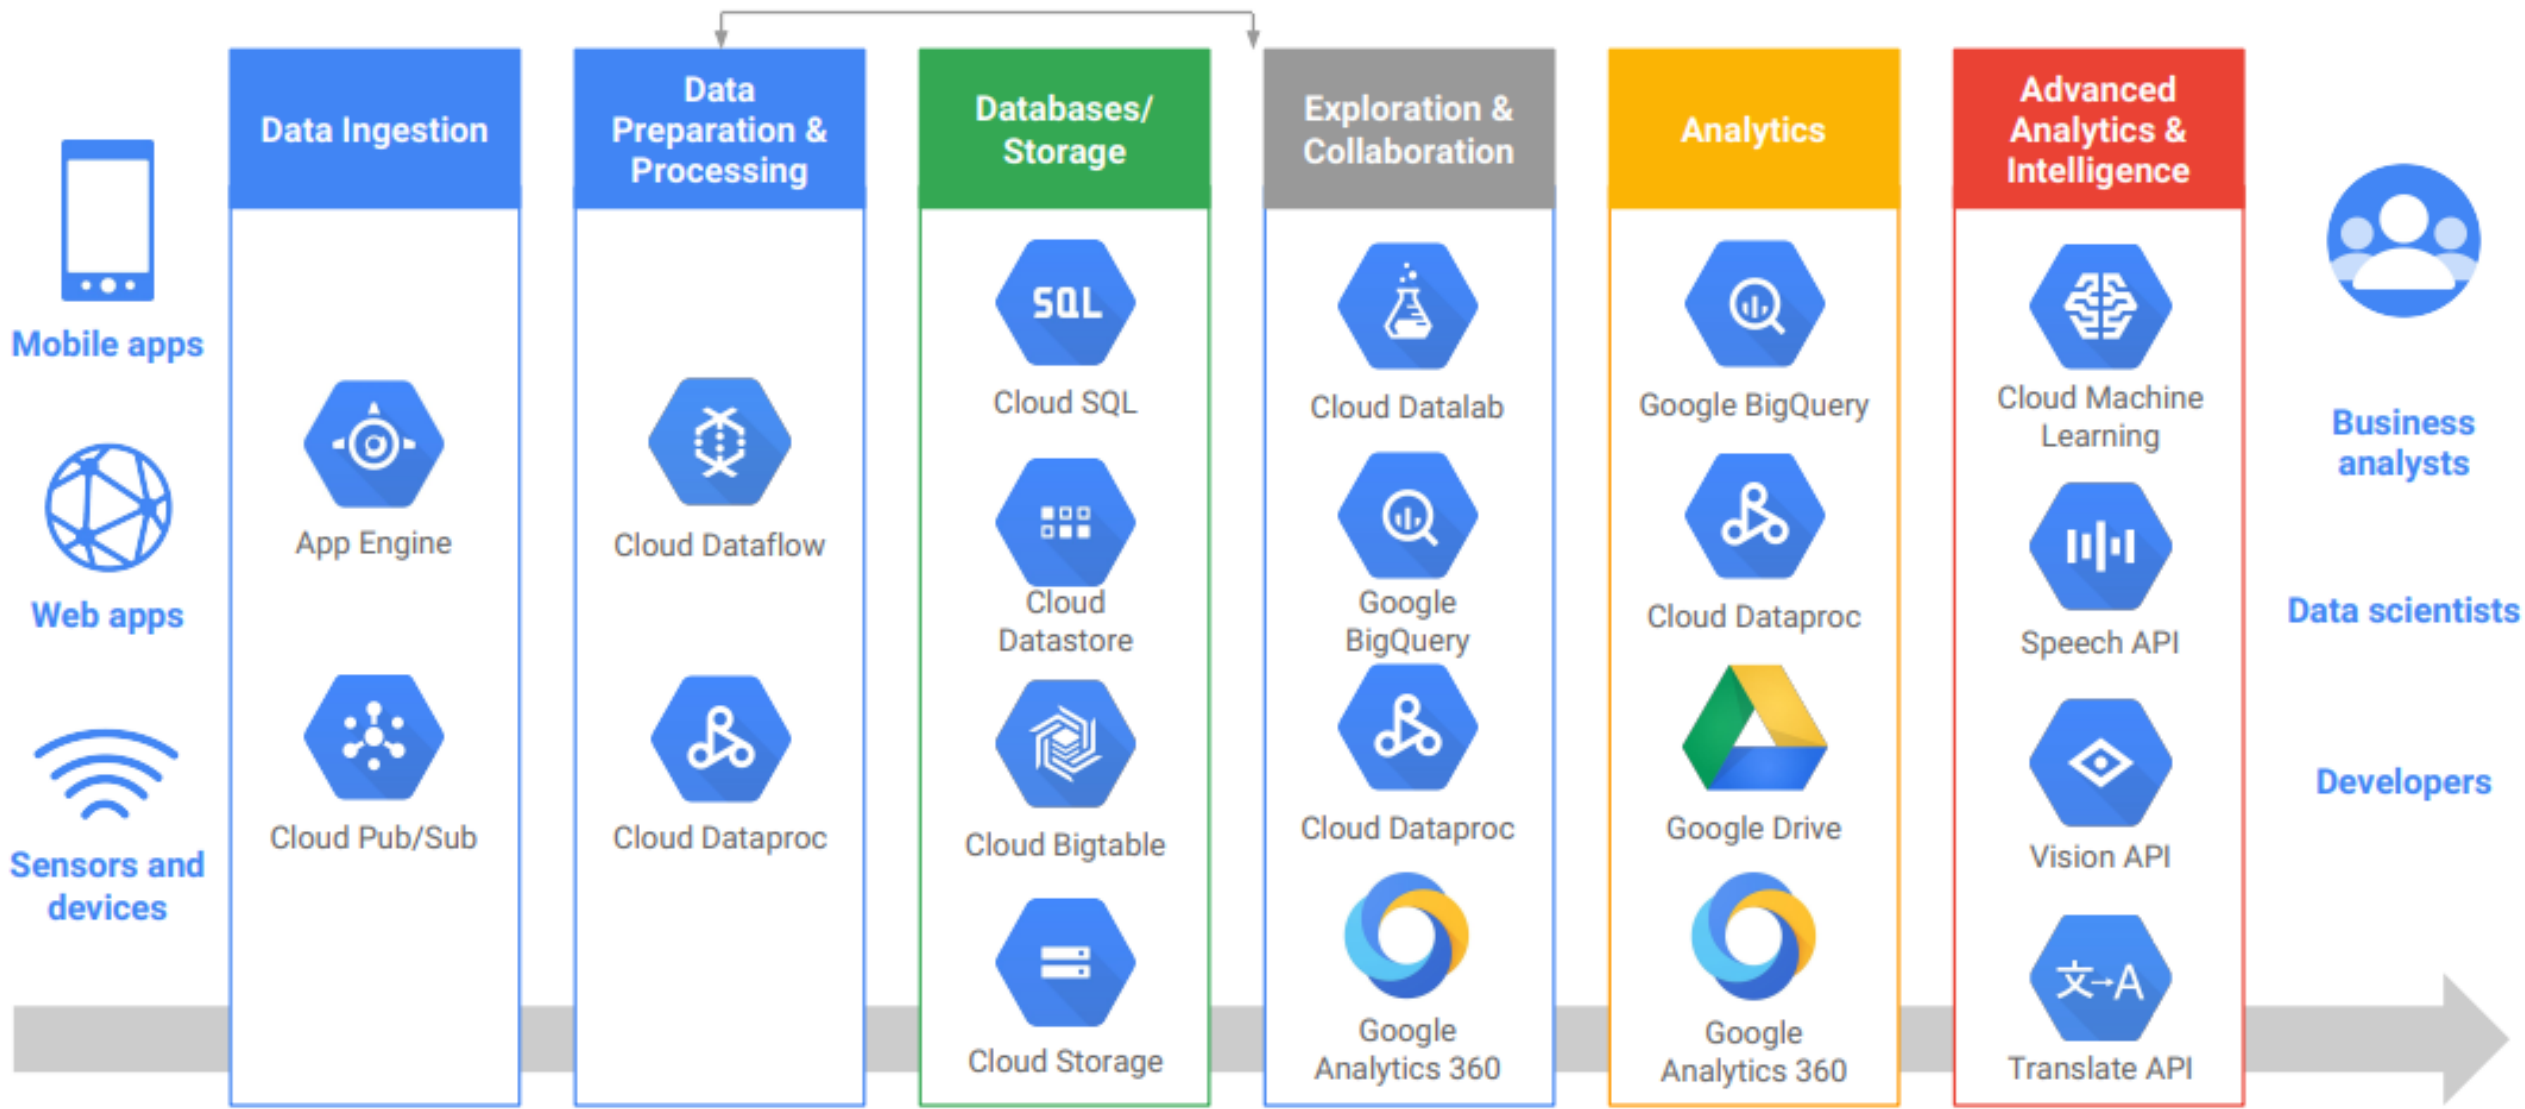 Mobile apps
Web apps
Sensors and
devices
Data Ingestion
App Engine
Cloud Pub/Sub
Data
Preparation &
Processing
Cloud Dataflow
Cloud Dataproc
Databases/
Storage
SQL
Cloud SQL
Cloud
Datastore
Cloud Bigtable
Cloud Storage
Exploration &
Collaboration
Cloud Datalab
Google
BigQuery
Cloud Dataproc
Google
Analytics 360
Analytics
Google BigQuery
Cloud Dataproc
Google Drive
Google
Analytics 360
Advanced
Analytics &
Intelligence
Cloud Machine
Learning
Speech API
Vision API
文→A
Translate API
Business
analysts
Data scientists
Developers